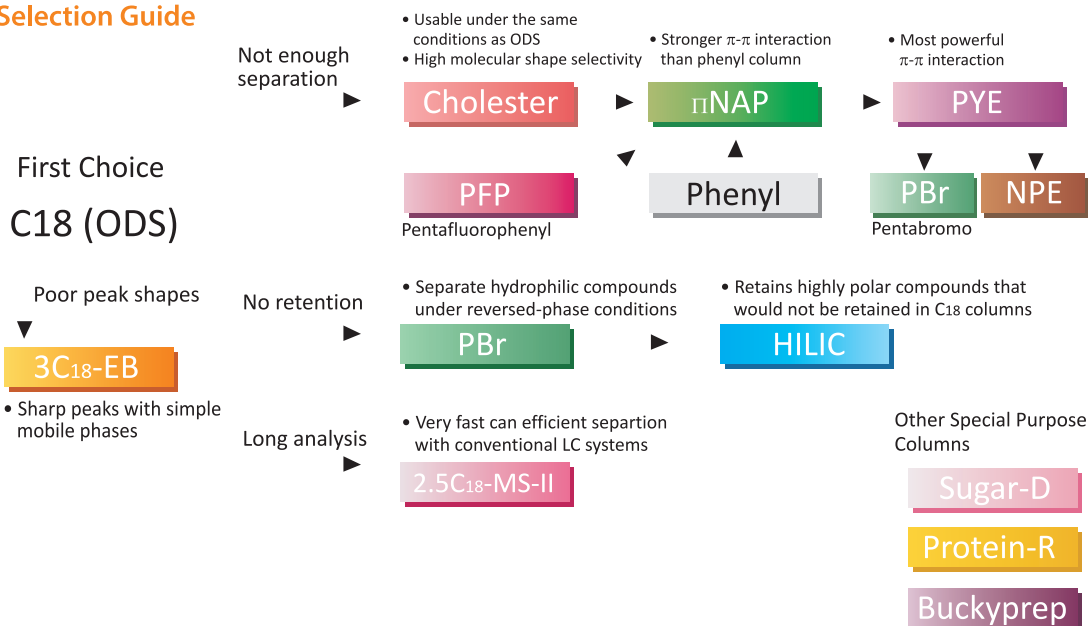 Selection Guide
Not enough
separation
• Usable under the same
conditions as ODS
• High molecular shape selectivity
Cholester
• Stronger π-π interaction
than phenyl column
πNAP
• Most powerful
π-π interaction
PYE
PFP
Pentafluorophenyl
Phenyl
PBr
Pentabromo
NPE
First Choice
C18 (ODS)
Poor peak shapes
3C18-EB
• Sharp peaks with simple
mobile phases
No retention
• Separate hydrophilic compounds
under reversed-phase conditions
PBr
• Retains highly polar compounds that
would not be retained in C18 columns
HILIC
Long analysis
• Very fast can efficient separtion
with conventional LC systems
2.5C18-MS-II
Other Special Purpose
Columns
Sugar-D
Protein-R
Buckyprep